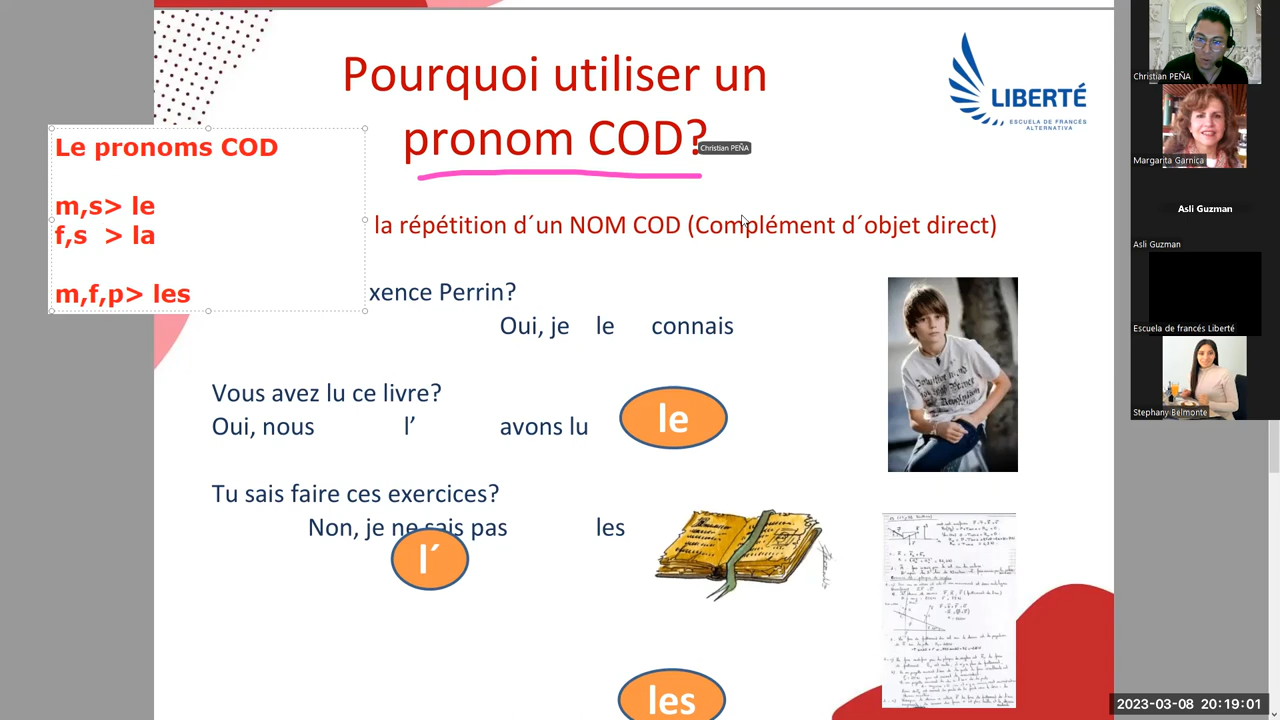 Pourquoi utiliser un
pronom COD?
Christian PEÑA
LIBERTÉ
ESCUELA DE FRANCÉS
ALTERNATIVA
Le pronoms COD
m,s> le
f,s > la
m,f,p> les
la répétition d´un NOM COD (Complément d´objet direct)
xence Perrin?
Oui, je le connais
Vous avez lu ce livre?
Oui, nous l’ avons lu
le
Tu sais faire ces exercices?
Non, je ne sais pas les
l´
les
Christian PEÑA
Margarita Garnica
Asli Guzman
Asli Guzman
Escuela de francés Liberté
Stephany Belmonte
2023-03-08 20:19:01